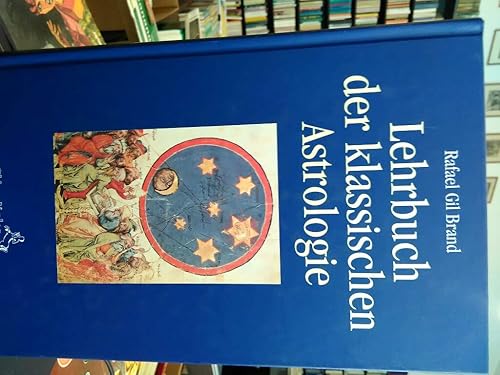 Rafael Gil Brand
Lehrbuch
der klassischen
Astrologie